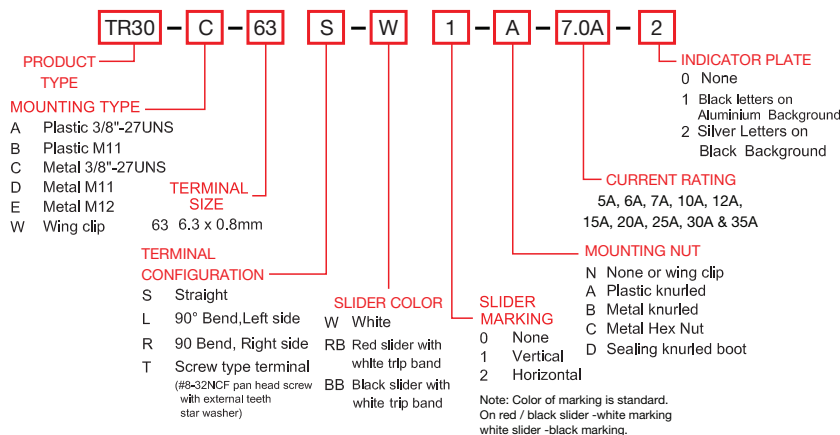 TR30 - C - 63 S - W 1 - A - 7.0A - 2
PRODUCT
TYPE
MOUNTING TYPE
A Plastic 3/8"-27UNS
B Plastic M11
C Metal 3/8"-27UNS
D Metal M11
E Metal M12
W Wing clip
TERMINAL
SIZE
63 6.3 x 0.8mm
TERMINAL
CONFIGURATION
S Straight
L 90° Bend,Left side
R 90 Bend, Right side
T Screw type terminal
(#8-32NCF pan head screw
with external teeth
star washer)
SLIDER COLOR
W White
RB Red slider with
white trip band
BB Black slider with
white trip band
SLIDER
MARKING
0 None
1 Vertical
2 Horizontal
Note: Color of marking is standard.
On red / black slider -white marking
white slider -black marking.
MOUNTING NUT
N None or wing clip
A Plastic knurled
B Metal knurled
C Metal Hex Nut
D Sealing knurled boot
CURRENT RATING
5A, 6A, 7A, 10A, 12A,
15A, 20A, 25A, 30A & 35A
INDICATOR PLATE
0 None
1 Black letters on
Aluminium Background
2 Silver Letters on
Black Background